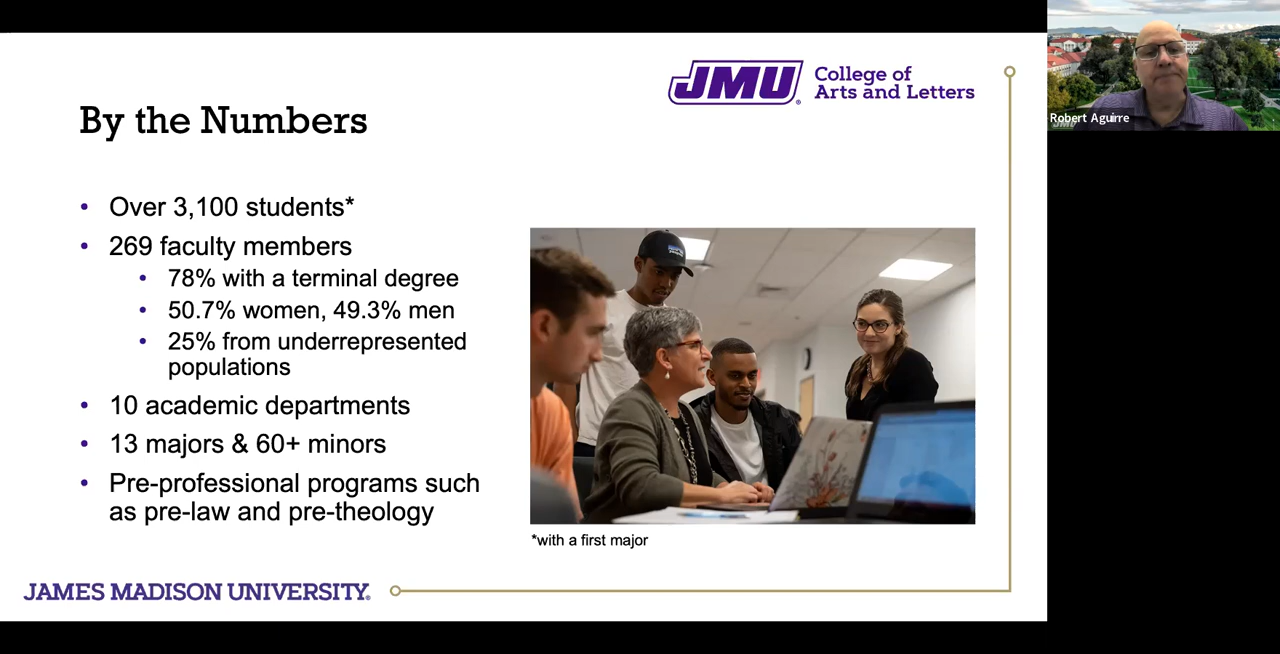 JMU®
College of
Arts and Letters
By the Numbers
• Over 3,100 students*
• 269 faculty members
• 78% with a terminal degree
• 50.7% women, 49.3% men
• 25% from underrepresented
populations
• 10 academic departments
• 13 majors & 60+ minors
• Pre-professional programs such
as pre-law and pre-theology
*with a first major
JAMES MADISON UNIVERSITY®
Robert Aguirre
JMU